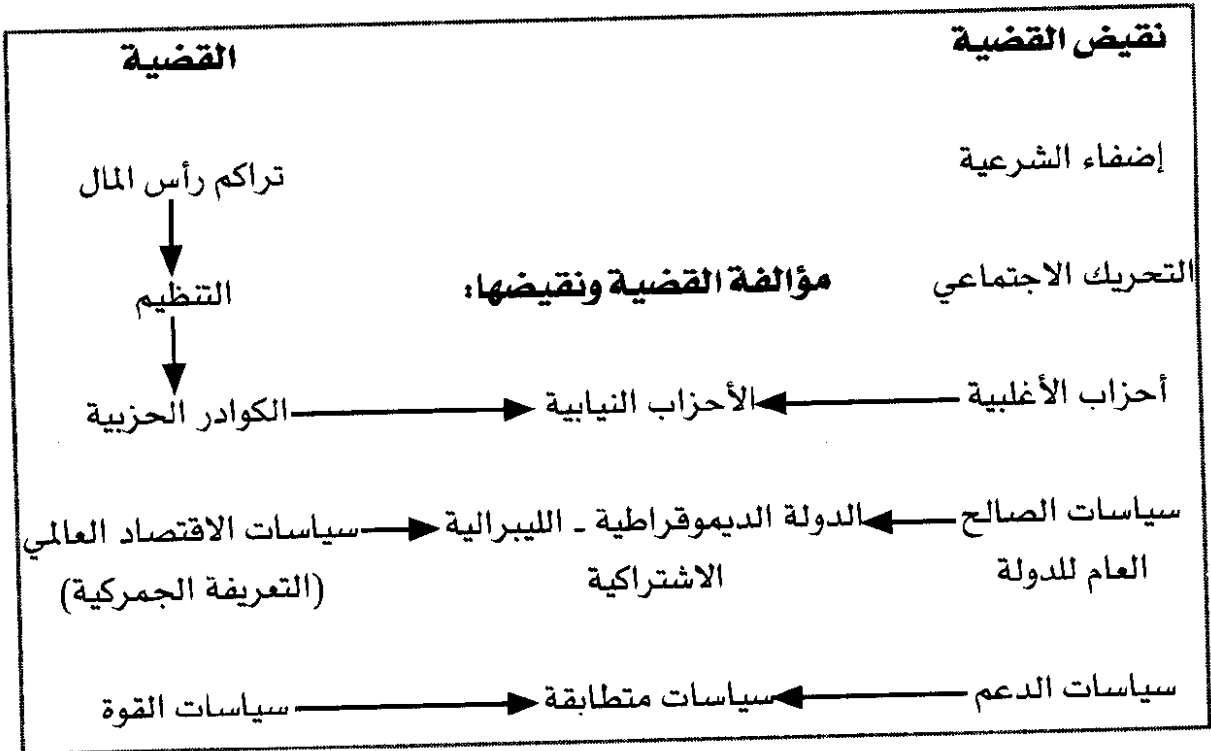 نقيض القضية القضية
إضفاء الشرعية تراكم رأس المال
التحريك الاجتماعي مؤالفة القضية ونقيضها: التنظيم
أحزاب الأغلبية الأحزاب النيابية الكوادر الحزبية
سياسات الصالح الدولة الديموقراطية ـ الليبرالية سياسات الاقتصاد العالمي
العام للدولة الاشتراكية (التعريفة الجمركية)
سياسات الدعم سياسات متطابقة سياسات القوة